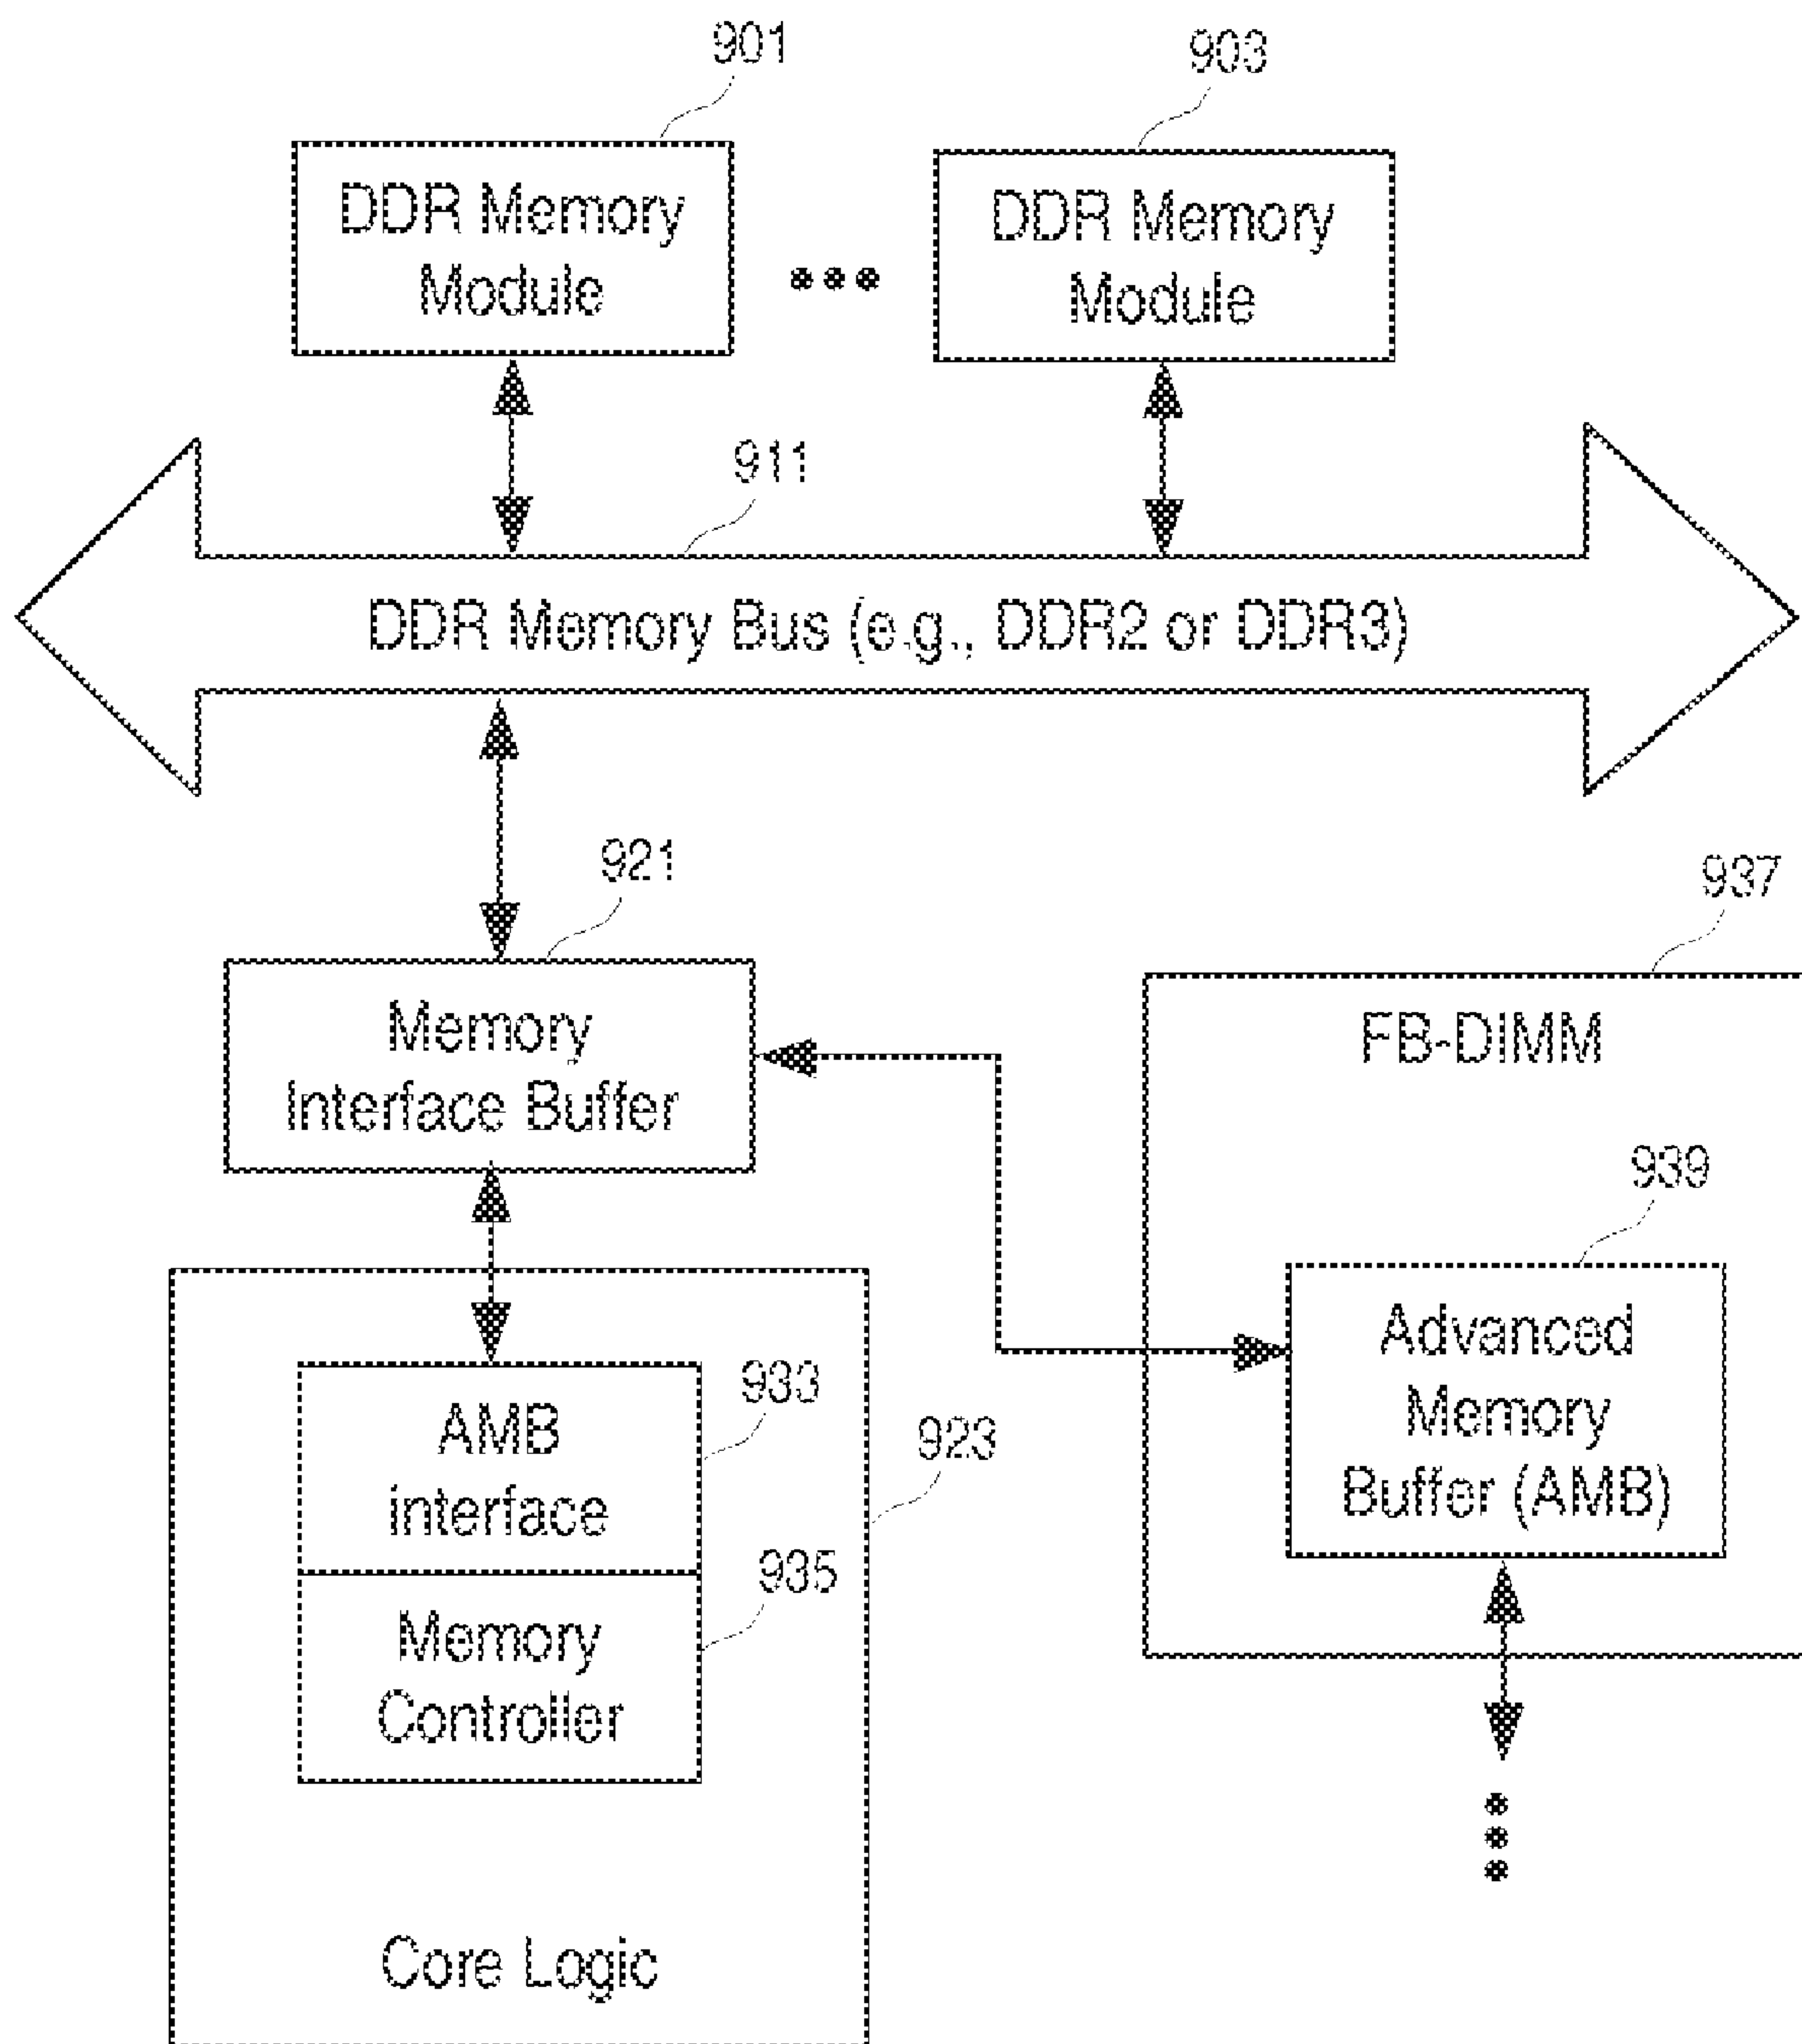 901
903
DDR Memory
Module
DDR Memory
Module
911
DDR Memory Bus (e.g., DDR2 or DDR3)
921
937
Memory
Interface Buffer
FB-DIMM
939
Advanced
Memory
Buffer (AMB)
933
AMB
interface
923
935
Memory
Controller
Core Logic